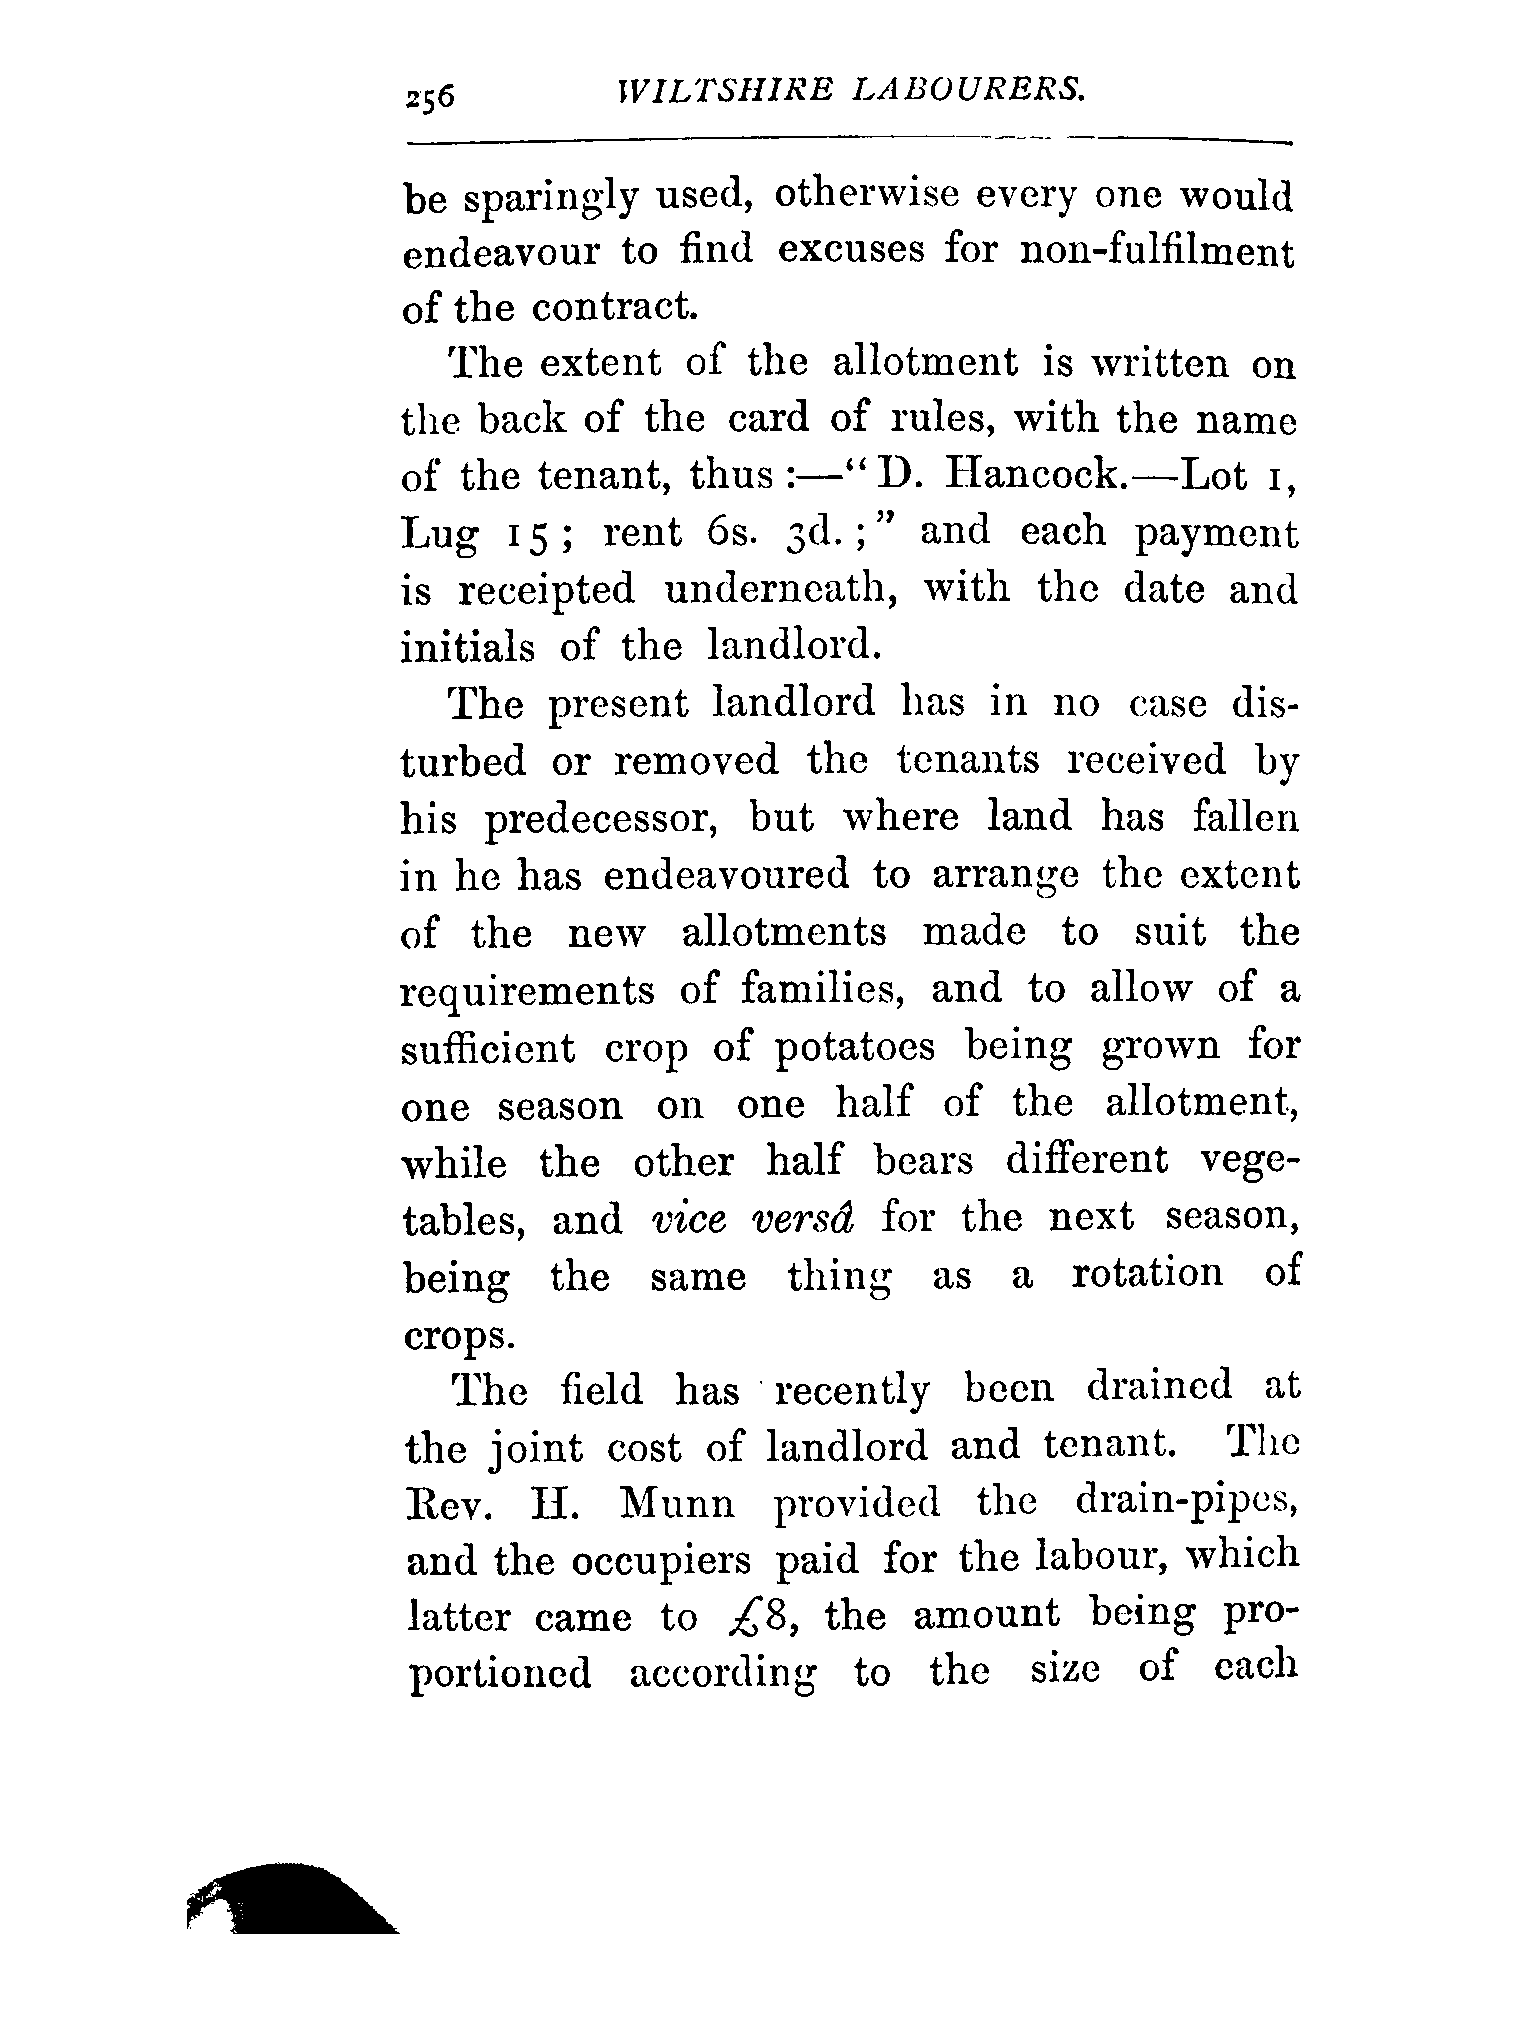 256 WILTSHIRE LABOURERS.
be sparingly used, otherwise every one would
endeavour to find excuses for non-fulfilment
of the contract.
The extent of the allotment is written on
the back of the card of rules, with the name
of the tenant, thus :—“ D. Hancock.—Lot 1,
Lug 15 ; rent 6s. 3d. ; ” and each payment
is receipted underneath, with the date and
initials of the landlord.
The present landlord has in no case dis-
turbed or removed the tenants received by
his predecessor, but where land has fallen
in he has endeavoured to arrange the extent
of the new allotments made to suit the
requirements of families, and to allow of a
sufficient crop of potatoes being grown for
one season on one half of the allotment,
while the other half bears different vege-
tables, and vice versâ for the next season,
being the same thing as a rotation of
crops.
The field has recently been drained at
the joint cost of landlord and tenant. The
Rev. H. Munn provided the drain-pipes,
and the occupiers paid for the labour, which
latter came to £8, the amount being pro-
portioned according to the size of each